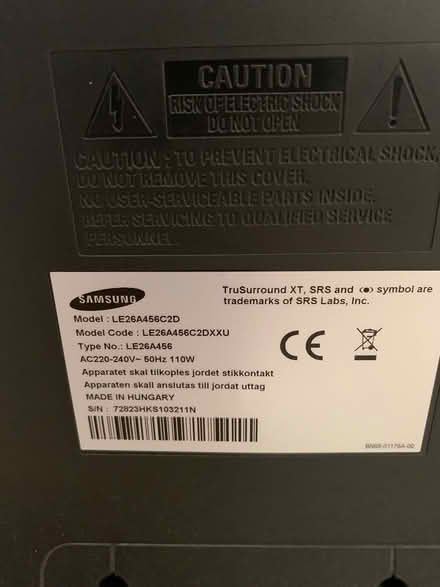 CAUTION
RISK OF ELECTRIC SHOCK
DO NOT OPEN
CAUTION : TO PREVENT ELECTRICAL SHOCK,
DO NOT REMOVE THIS COVER.
NO USER-SERVICEABLE PARTS INSIDE.
REFER SERVICING TO QUALIFIED SERVICE
PERSONNEL.
SAMSUNG
TruSurround XT, SRS and (●) symbol are
trademarks of SRS Labs, Inc.
Model : LE26A456C2D
Model Code : LE26A456C2DXXU
Type No.: LE26A456
AC220-240V~ 50Hz 110W
Apparatet skal tilkoples jordet stikkontakt
Apparaten skall anslutas till jordat uttag
MADE IN HUNGARY
S/N : 72823HKS103211N
CE
BN68-01175A-00